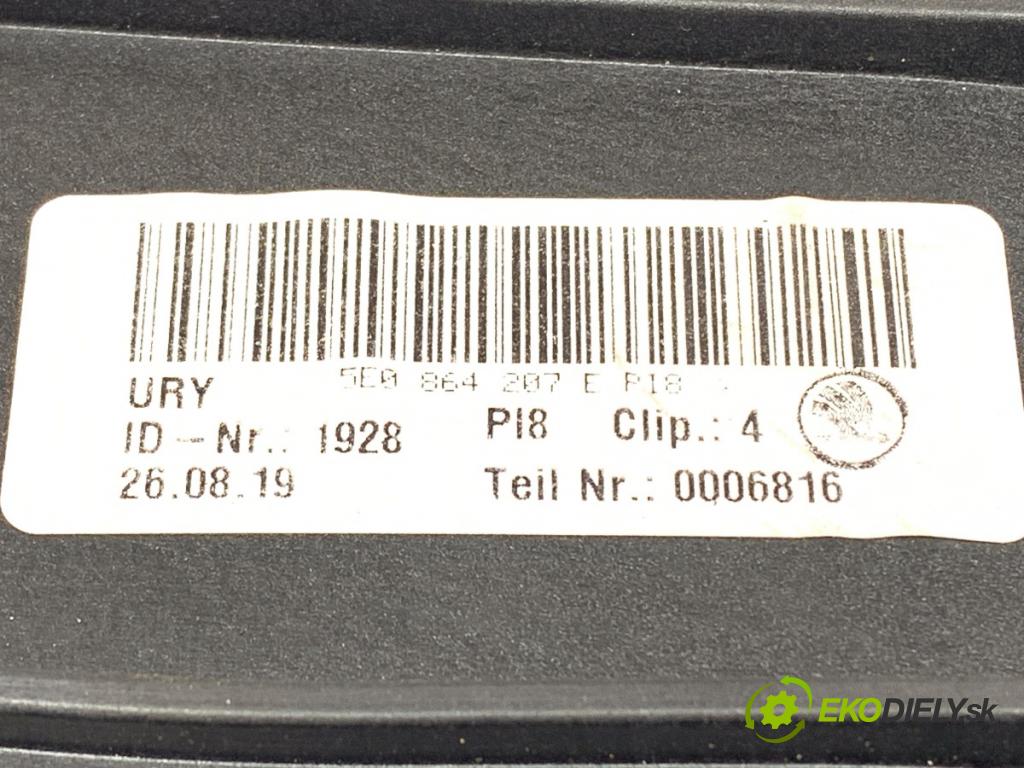 5E0 864 207 E PI8
URY
ID-Nr.: 1928 PI8 Clip.: 4
26.08.19 Teil Nr.: 0006816
EKODIELY.sk